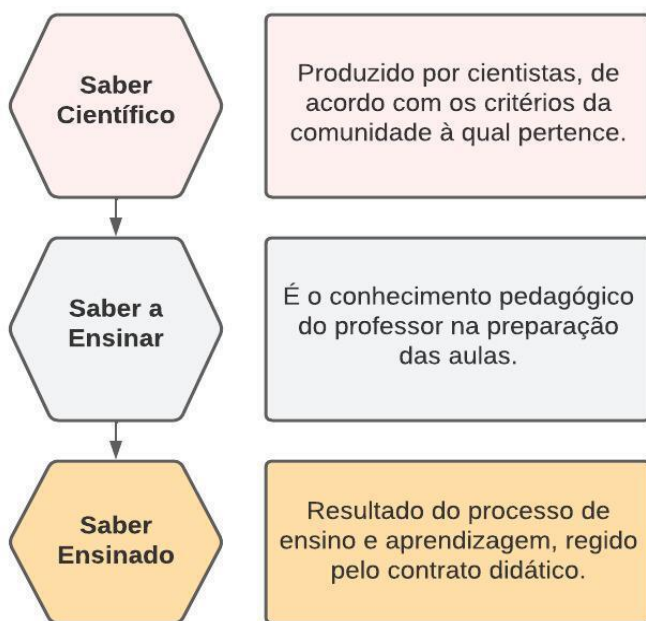 Saber
Científico
Produzido por cientistas, de
acordo com os critérios da
comunidade à qual pertence.
Saber a
Ensinar
É o conhecimento pedagógico
do professor na preparação
das aulas.
Saber
Ensinado
Resultado do processo de
ensino e aprendizagem, regido
pelo contrato didático.